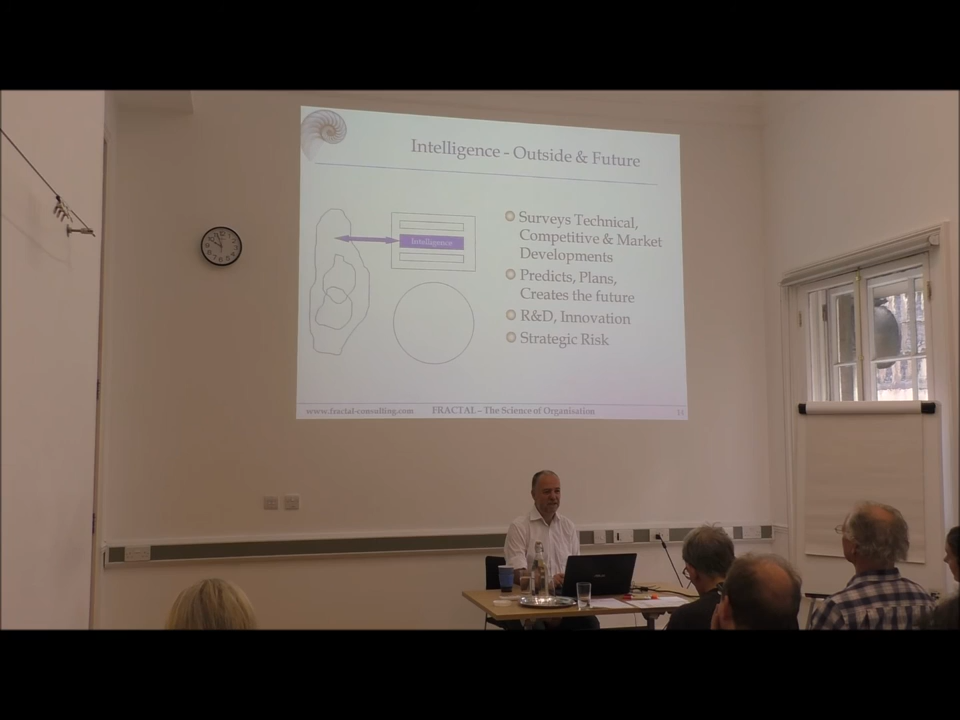 Intelligence - Outside & Future
Intelligence
Surveys Technical,
Competitive & Market
Developments
Predicts, Plans,
Creates the future
R&D, Innovation
Strategic Risk
www.fractal-consulting.com FRACTAL - The Science of Organisation